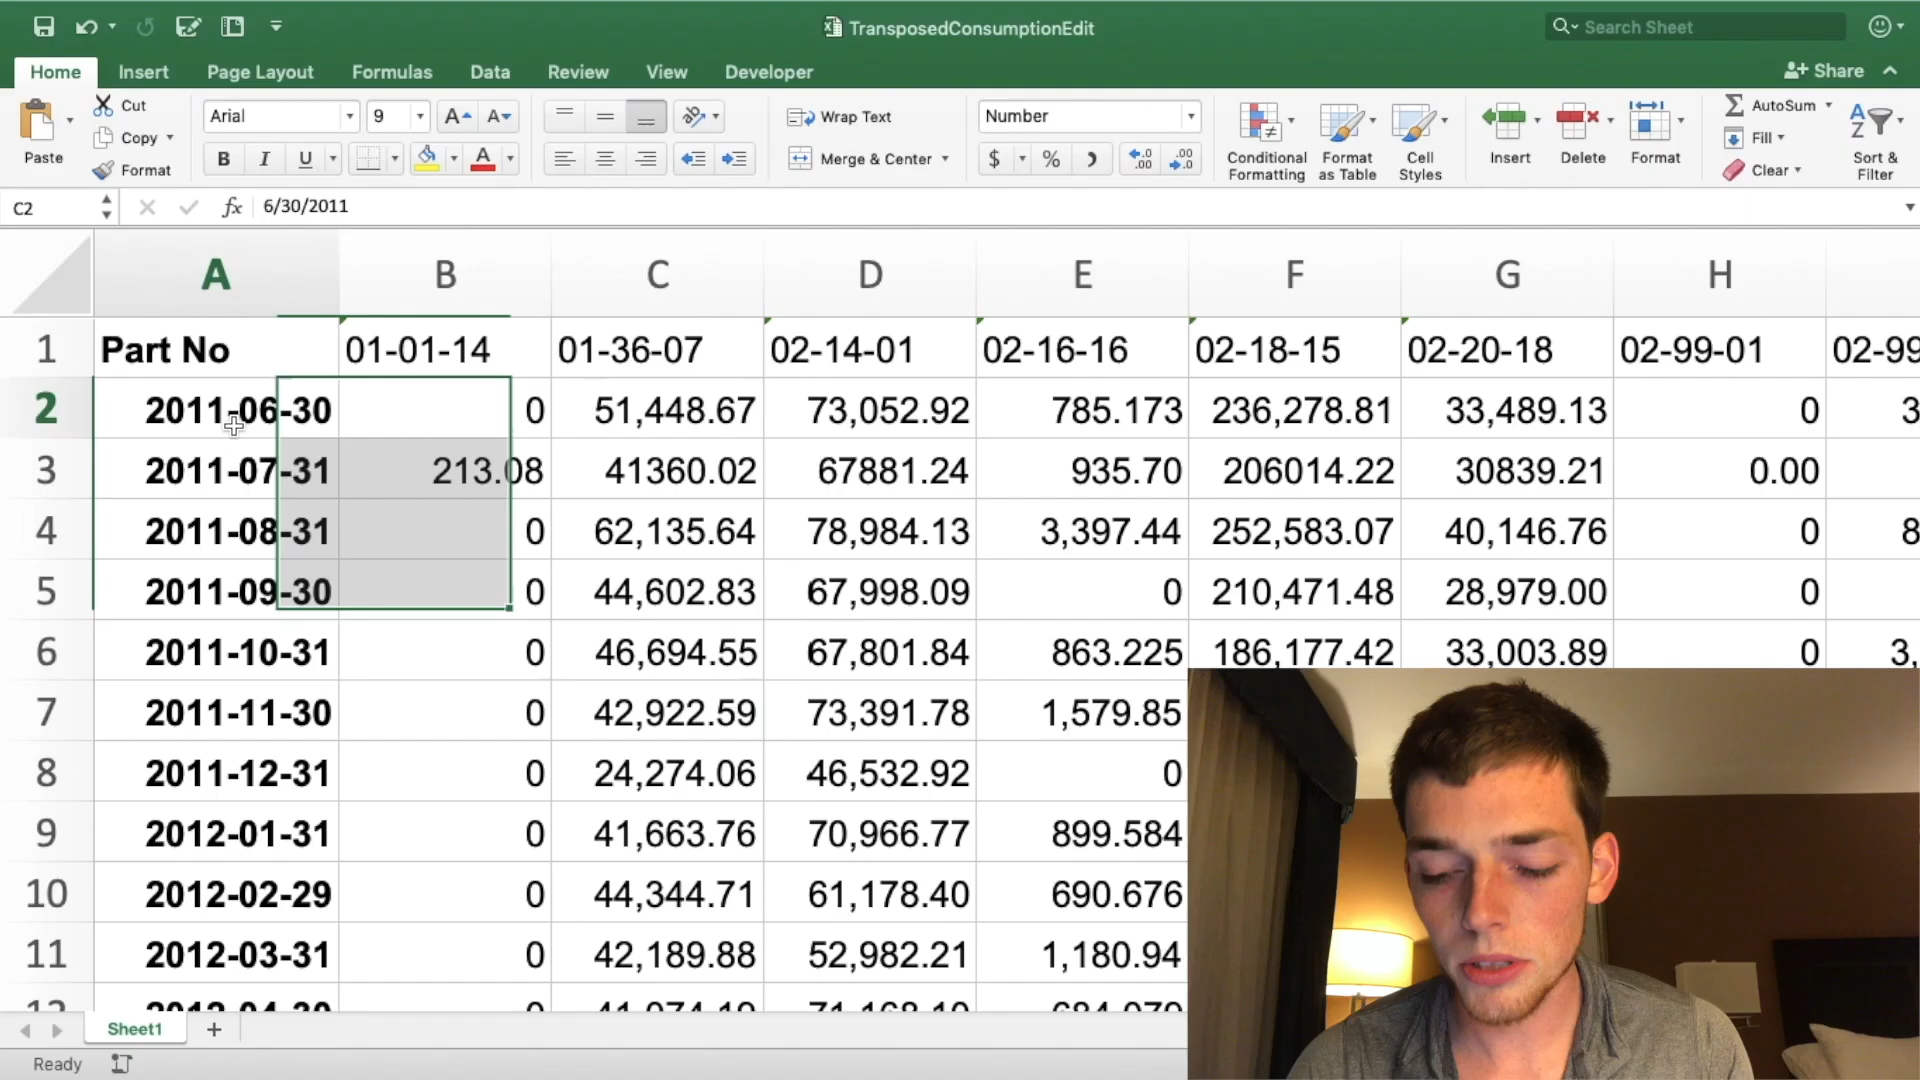 TransposedConsumptionEdit
Search Sheet
Home Insert Page Layout Formulas Data Review View Developer
Share
Paste
Cut
Copy
Format
Arial 9 A A
B I U A
Wrap Text
Merge & Center
Number
$ % .0 .00 .00 .0
Conditional Formatting
Format as Table
Cell Styles
Insert
Delete
Format
AutoSum
Fill
Clear
A Z
Sort & Filter
C2 fx 6/30/2011
A B C D E F G H
1 Part No 01-01-14 01-36-07 02-14-01 02-16-16 02-18-15 02-20-18 02-99-01 02-99
2 2011-06-30 0 51,448.67 73,052.92 785.173 236,278.81 33,489.13 0 3
3 2011-07-31 213.08 41360.02 67881.24 935.70 206014.22 30839.21 0.00
4 2011-08-31 0 62,135.64 78,984.13 3,397.44 252,583.07 40,146.76 0 8
5 2011-09-30 0 44,602.83 67,998.09 0 210,471.48 28,979.00 0
6 2011-10-31 0 46,694.55 67,801.84 863.225 186,177.42 33,003.89 0 3,
7 2011-11-30 0 42,922.59 73,391.78 1,579.85
8 2011-12-31 0 24,274.06 46,532.92 0
9 2012-01-31 0 41,663.76 70,966.77 899.584
10 2012-02-29 0 44,344.71 61,178.40 690.676
11 2012-03-31 0 42,189.88 52,982.21 1,180.94
Sheet1 +
Ready